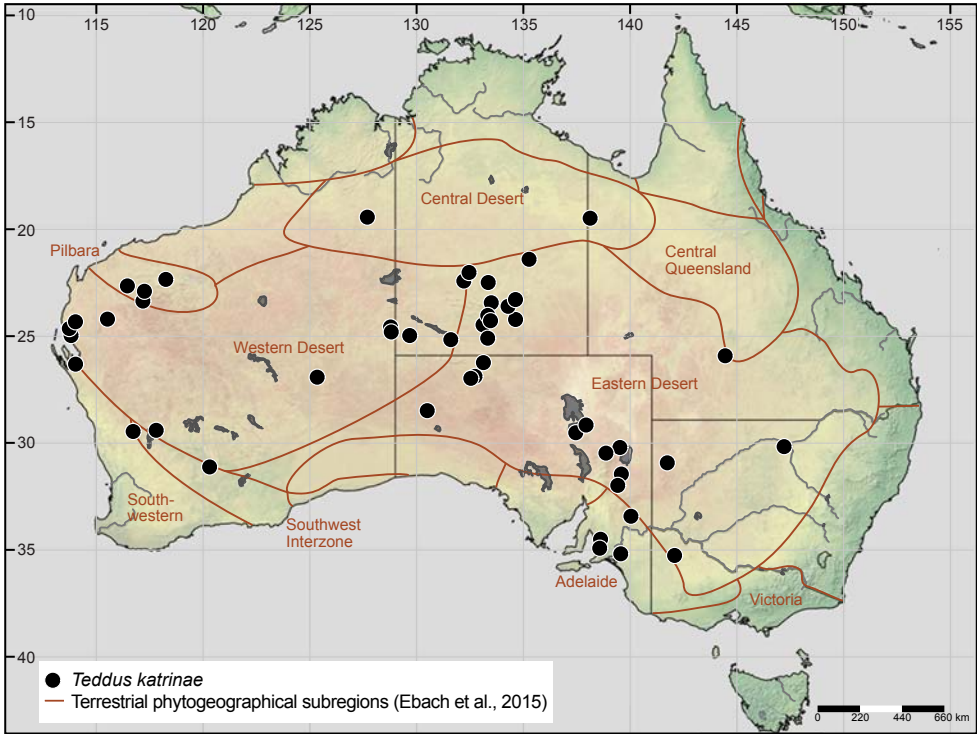 10
115
120
125
130
135
140
145
150
155
15
20
25
30
35
40
Central Desert
Pilbara
Central
Queensland
Western Desert
Eastern Desert
South-
western
Southwest
Interzone
Adelaide
Victoria
Teddus katrinae
Terrestrial phytogeographical subregions (Ebach et al., 2015)
0 220 440 660 km